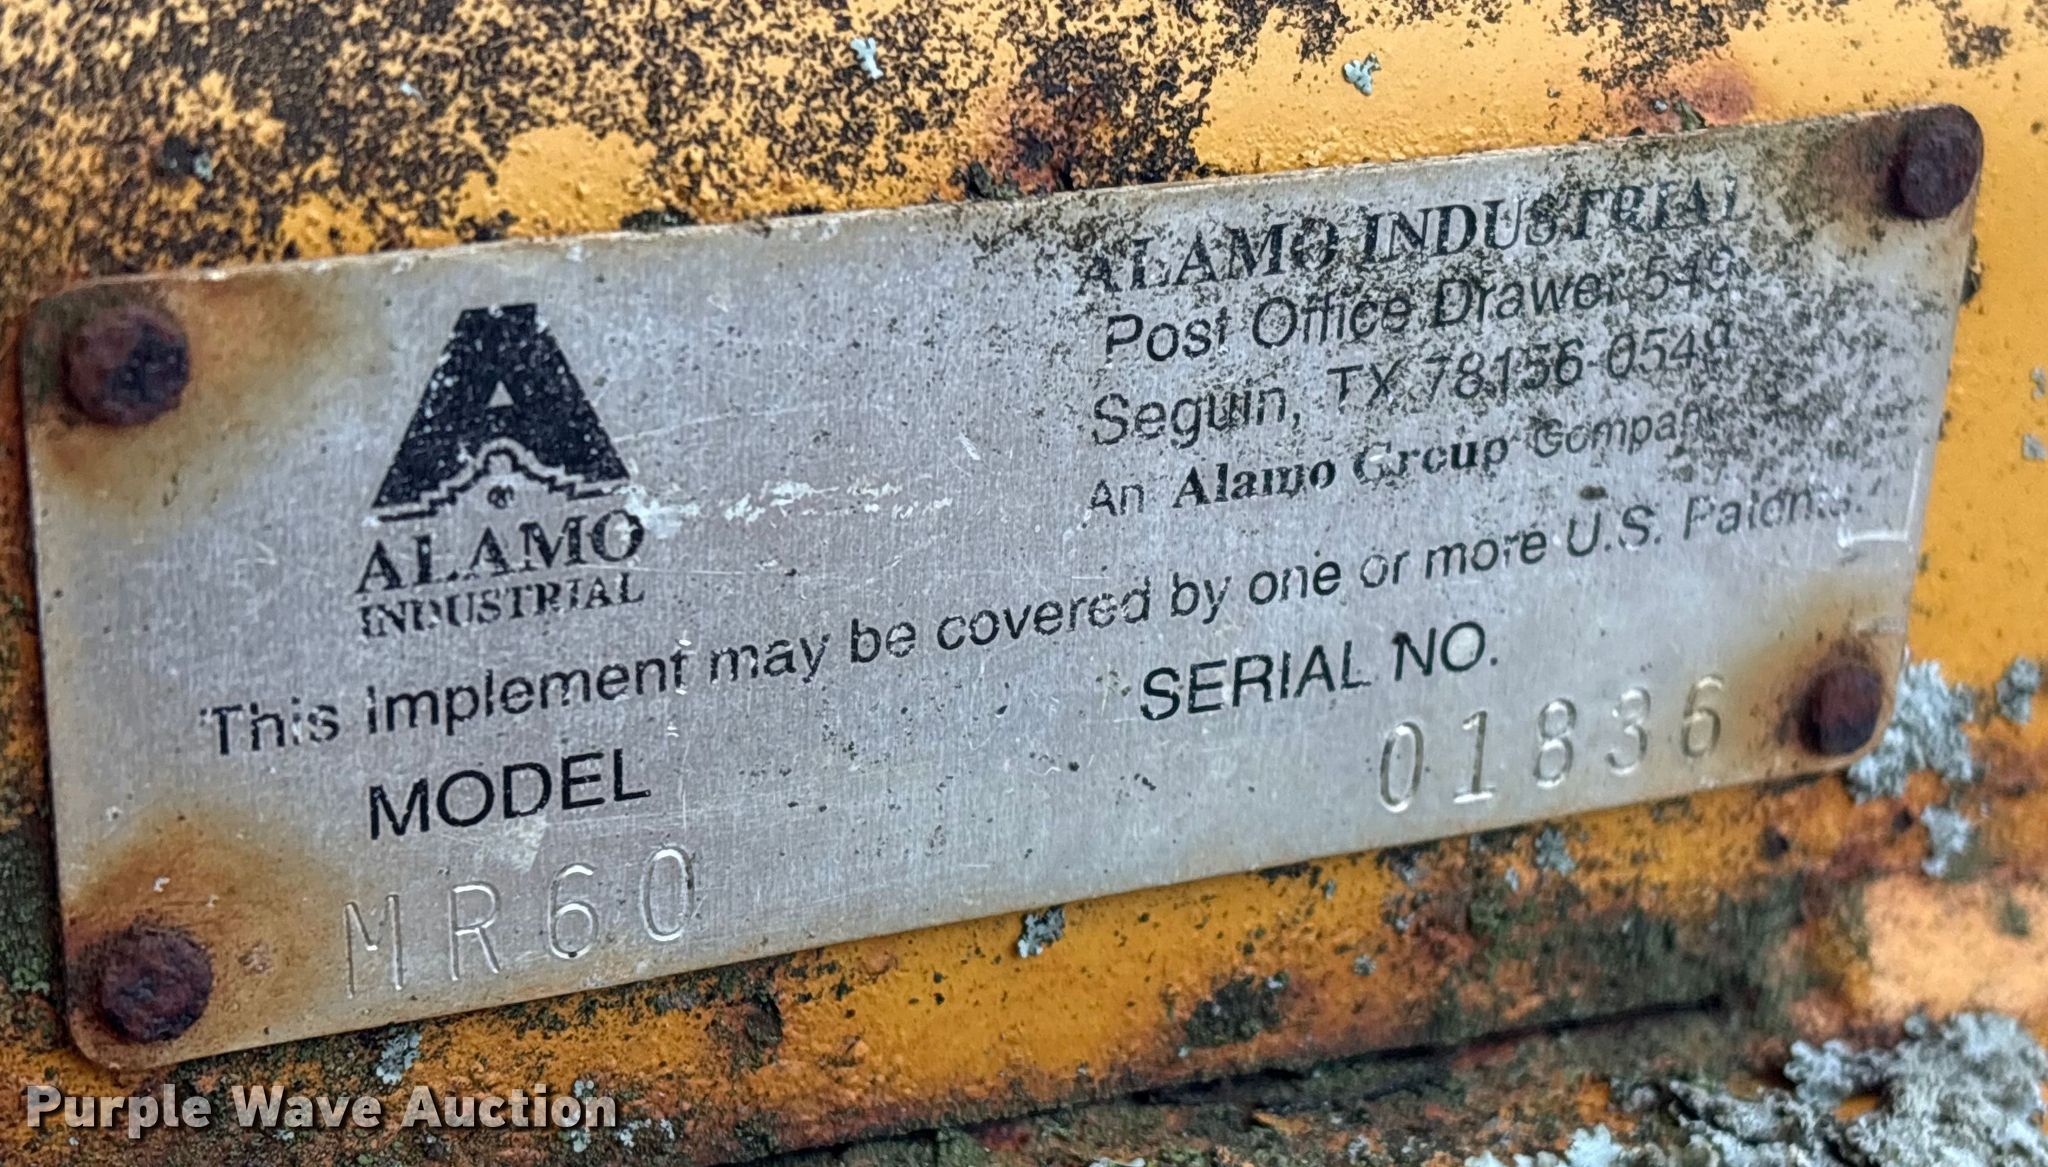 ALAMO
INDUSTRIAL
ALAMO INDUSTRIAL
Post Office Drawer 549
Seguin, TX 78156-0549
An Alamo Group Company
This implement may be covered by one or more U.S. Patents.
MODEL
MR60
SERIAL NO.
01836
Purple Wave Auction